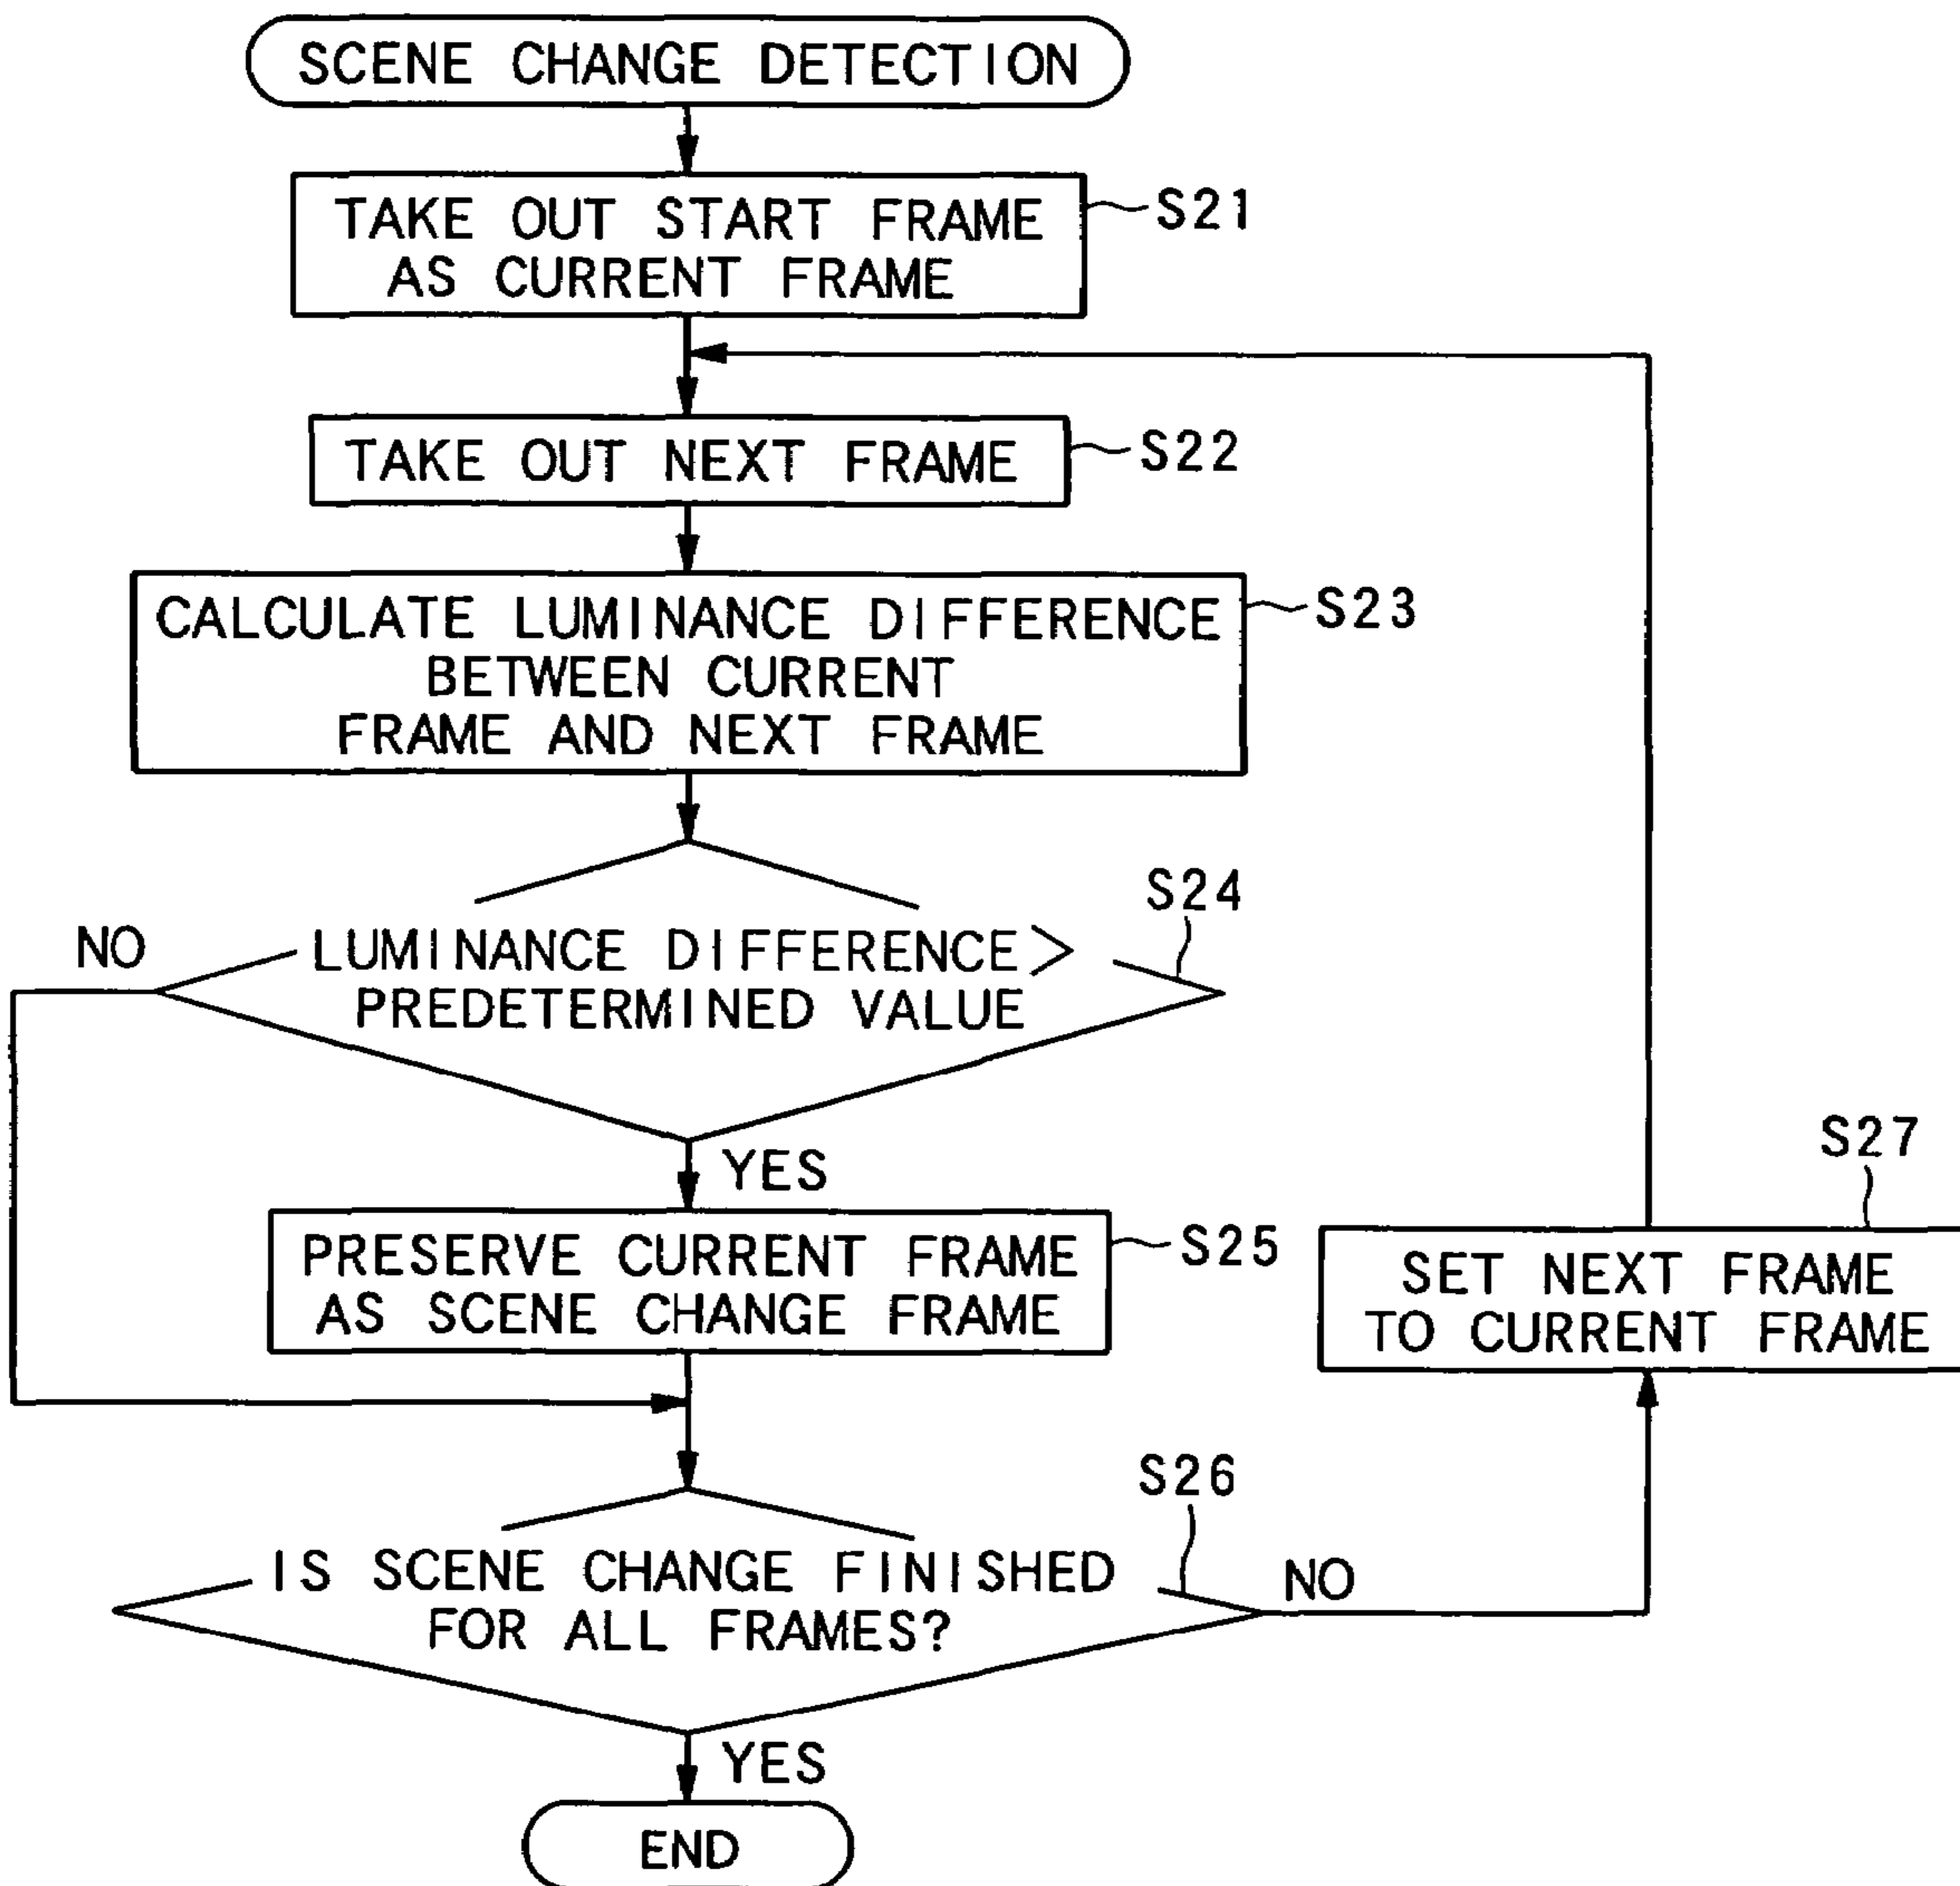 SCENE CHANGE DETECTION
TAKE OUT START FRAME
AS CURRENT FRAME
S21
TAKE OUT NEXT FRAME
S22
CALCULATE LUMINANCE DIFFERENCE
BETWEEN CURRENT
FRAME AND NEXT FRAME
S23
S24
NO
LUMINANCE DIFFERENCE>
PREDETERMINED VALUE
YES
PRESERVE CURRENT FRAME
AS SCENE CHANGE FRAME
S25
S27
SET NEXT FRAME
TO CURRENT FRAME
S26
IS SCENE CHANGE FINISHED
FOR ALL FRAMES?
NO
YES
END